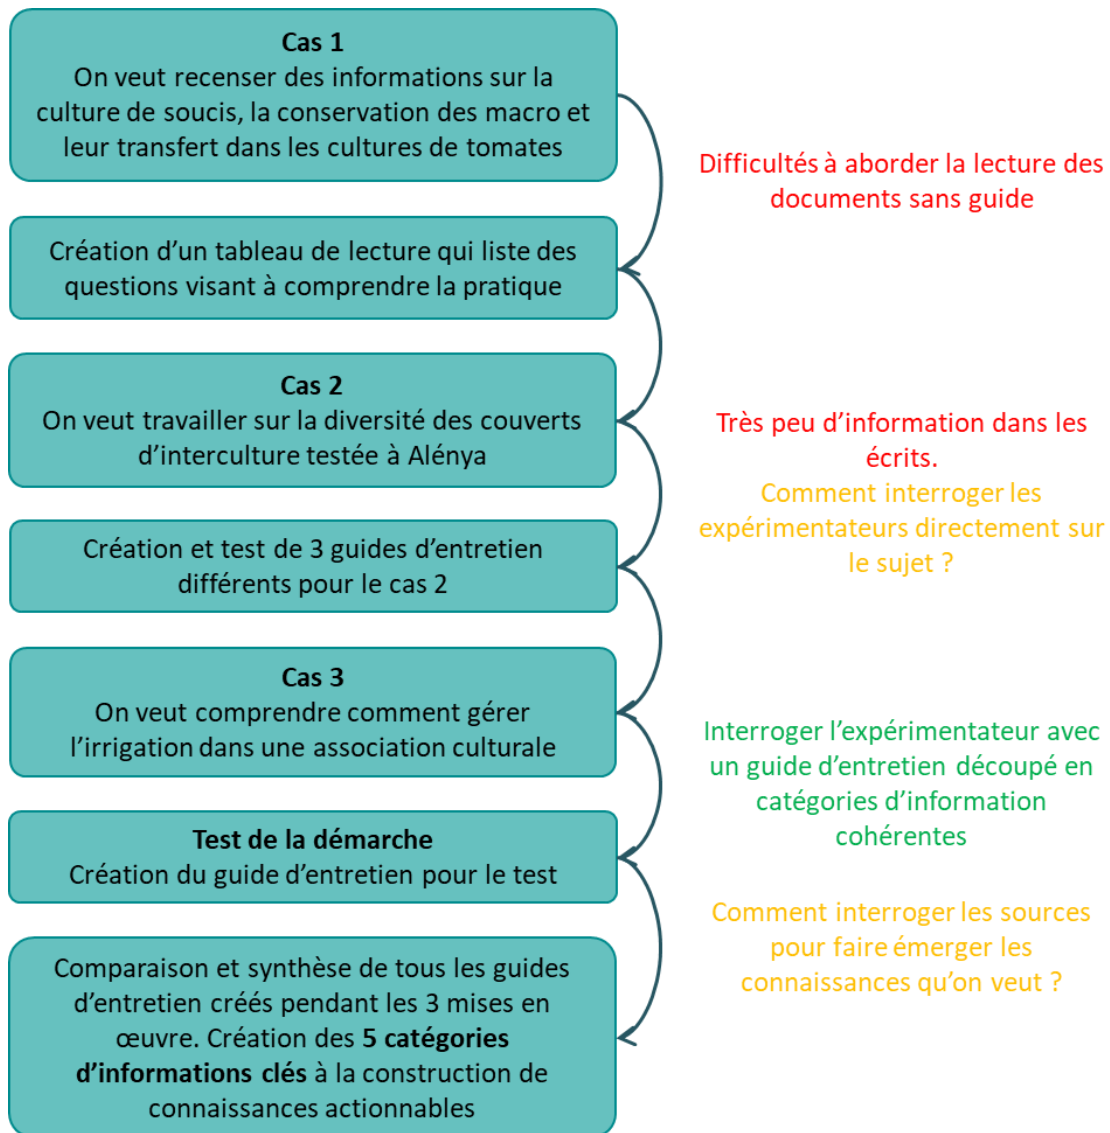 Cas 1
On veut recenser des informations sur la
culture de soucis, la conservation des macro et
leur transfert dans les cultures de tomates
Difficultés à aborder la lecture des
documents sans guide
Création d’un tableau de lecture qui liste des
questions visant à comprendre la pratique
Cas 2
On veut travailler sur la diversité des couverts
d’interculture testée à Alénya
Très peu d’information dans les
écrits.
Comment interroger les
expérimentateurs directement sur
le sujet ?
Création et test de 3 guides d’entretien
différents pour le cas 2
Cas 3
On veut comprendre comment gérer
l’irrigation dans une association culturale
Interroger l’expérimentateur avec
un guide d’entretien découpé en
catégories d’information
cohérentes
Test de la démarche
Création du guide d’entretien pour le test
Comment interroger les sources
pour faire émerger les
connaissances qu’on veut ?
Comparaison et synthèse de tous les guides
d’entretien créés pendant les 3 mises en
œuvre. Création des 5 catégories
d’informations clés à la construction de
connaissances actionnables